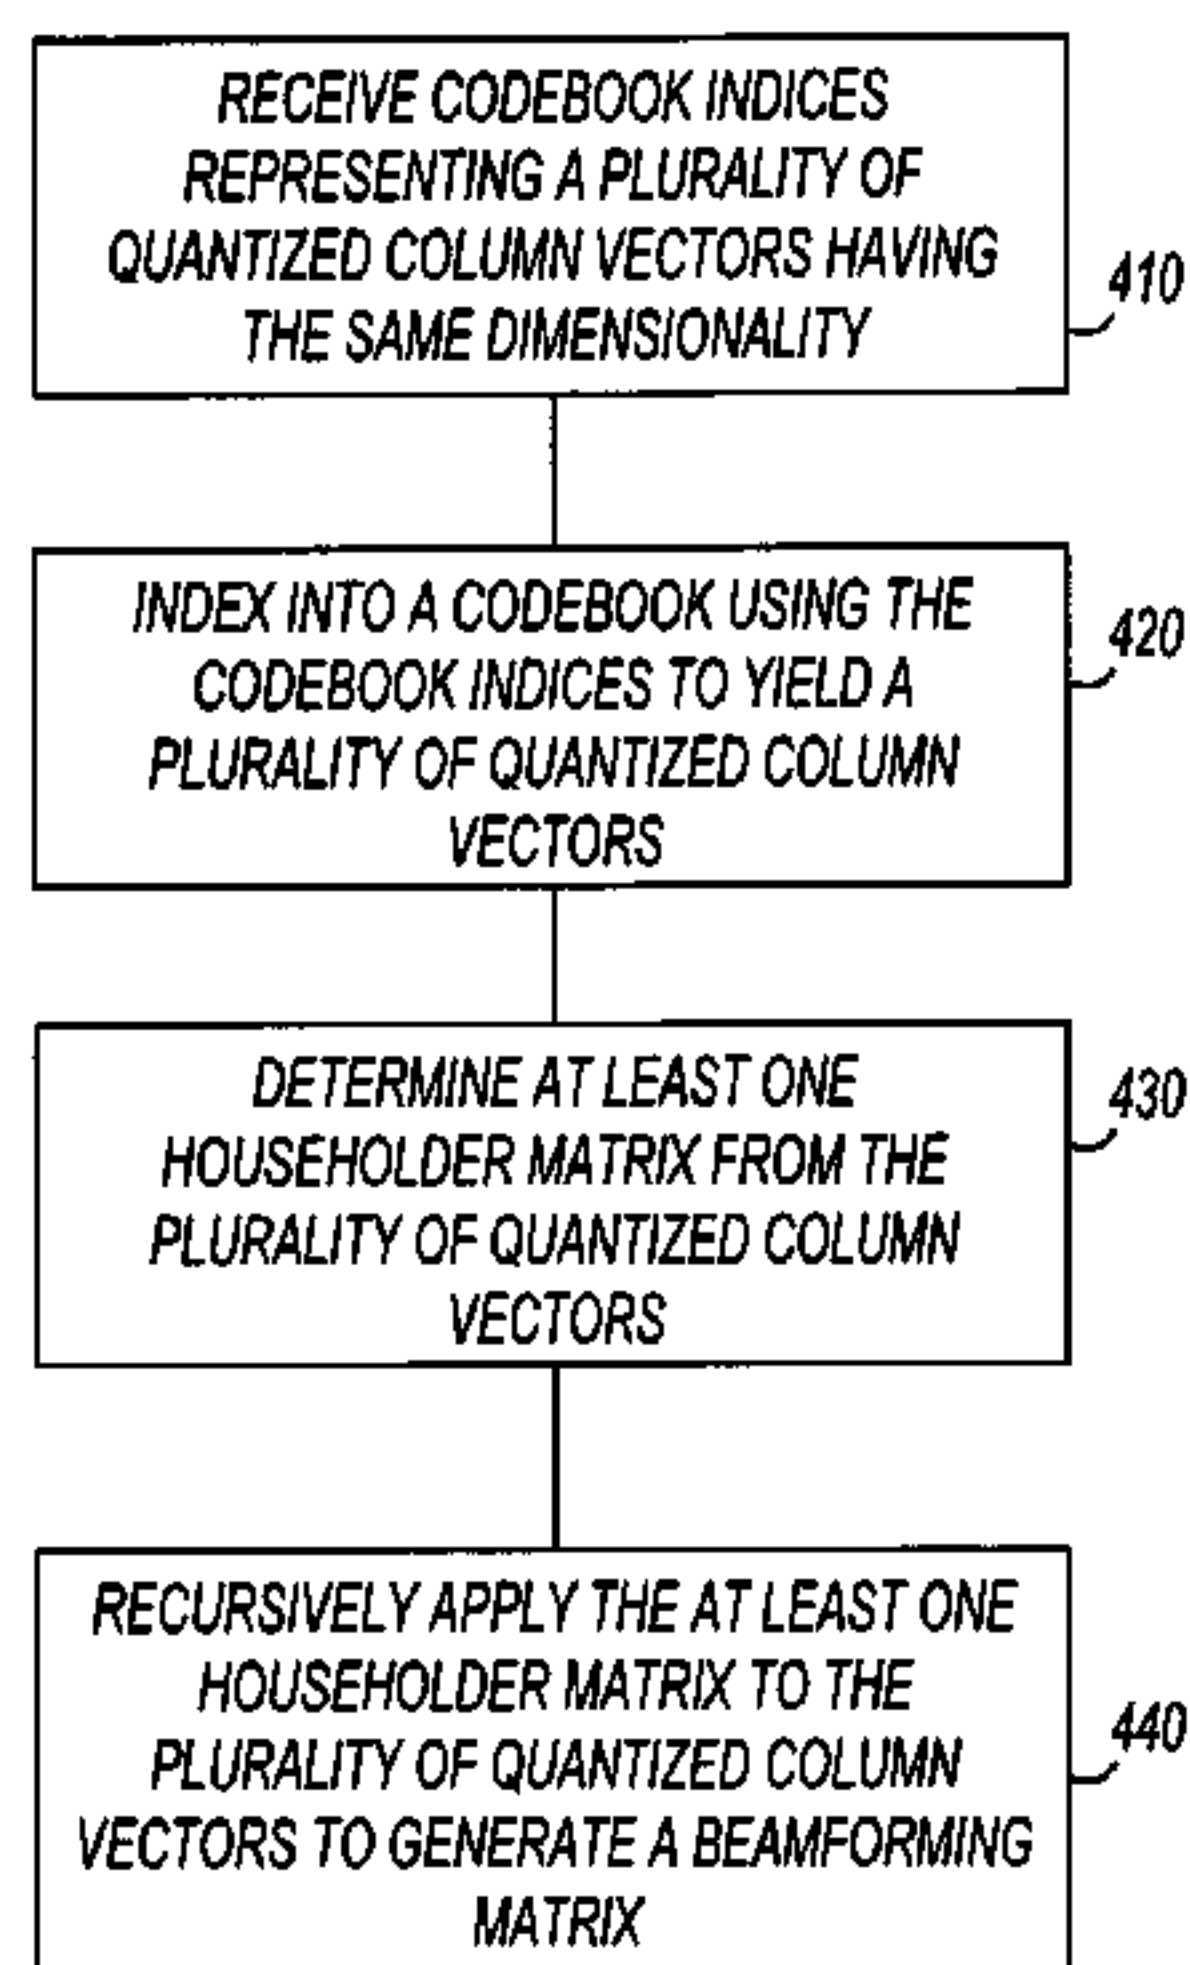 RECEIVE CODEBOOK INDICES
REPRESENTING A PLURALITY OF
QUANTIZED COLUMN VECTORS HAVING
THE SAME DIMENSIONALITY
410
INDEX INTO A CODEBOOK USING THE
CODEBOOK INDICES TO YIELD A
PLURALITY OF QUANTIZED COLUMN
VECTORS
420
DETERMINE AT LEAST ONE
HOUSEHOLDER MATRIX FROM THE
PLURALITY OF QUANTIZED COLUMN
VECTORS
430
RECURSIVELY APPLY THE AT LEAST ONE
HOUSEHOLDER MATRIX TO THE
PLURALITY OF QUANTIZED COLUMN
VECTORS TO GENERATE A BEAMFORMING
MATRIX
440